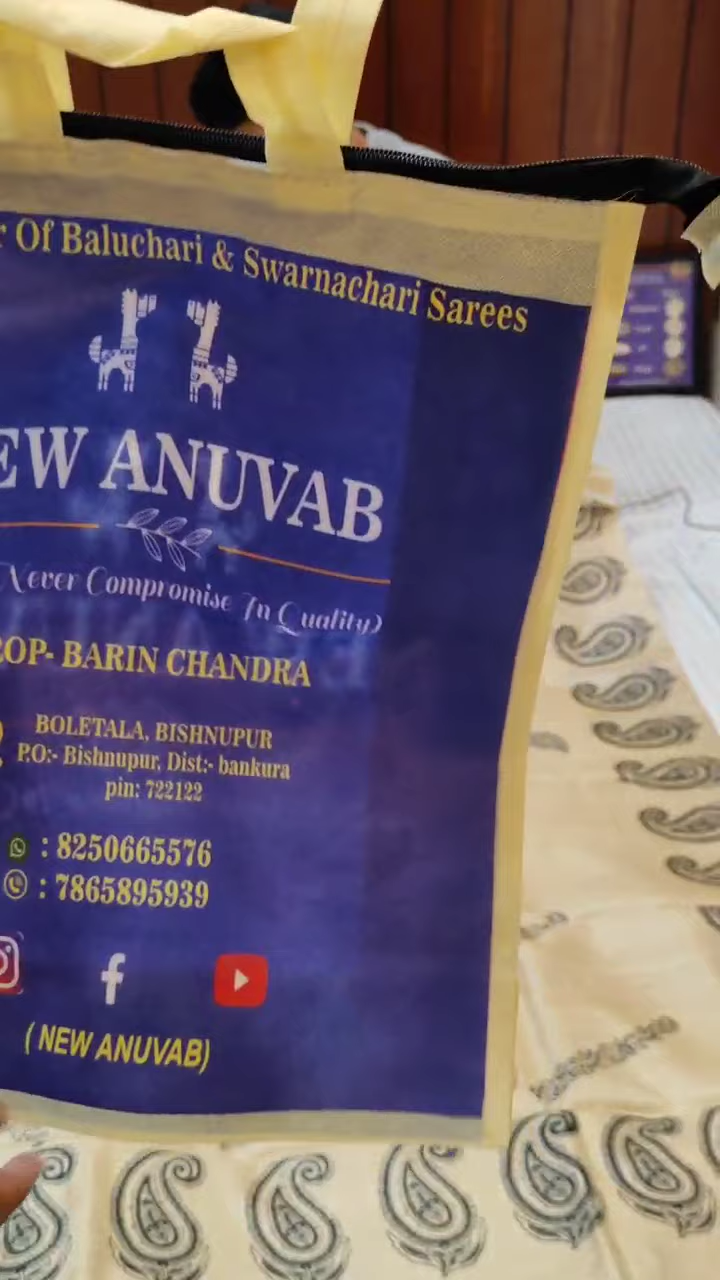 r Of Baluchari & Swarnachari Sarees
EW ANUVAB
Never Compromise In Quality)
ROP- BARIN CHANDRA
BOLETALA, BISHNUPUR
P.O:- Bishnupur, Dist:- bankura
pin: 722122
: 8250665576
: 7865895939
( NEW ANUVAB)